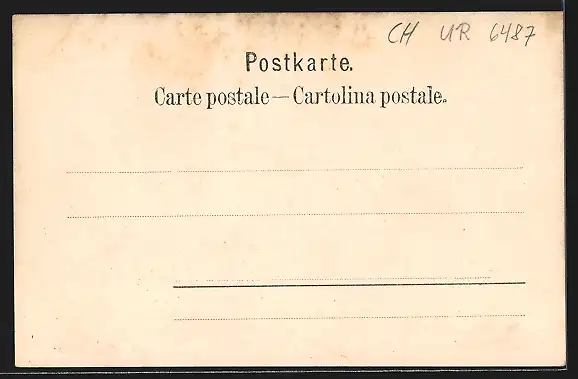 CH UR 6487
Postkarte.
Carte postale — Cartolina postale.